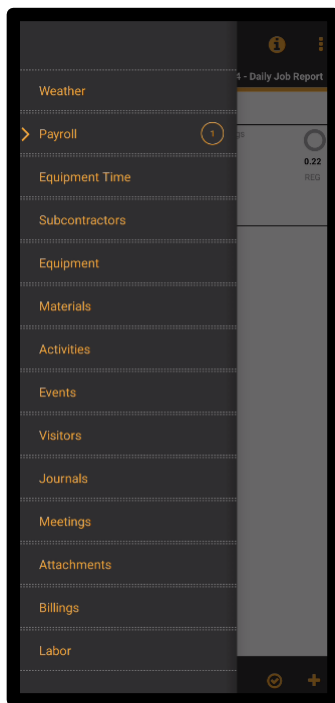 4 - Daily Job Report
Weather
Payroll 1
gs
0.22
REG
Equipment Time
Subcontractors
Equipment
Materials
Activities
Events
Visitors
Journals
Meetings
Attachments
Billings
Labor